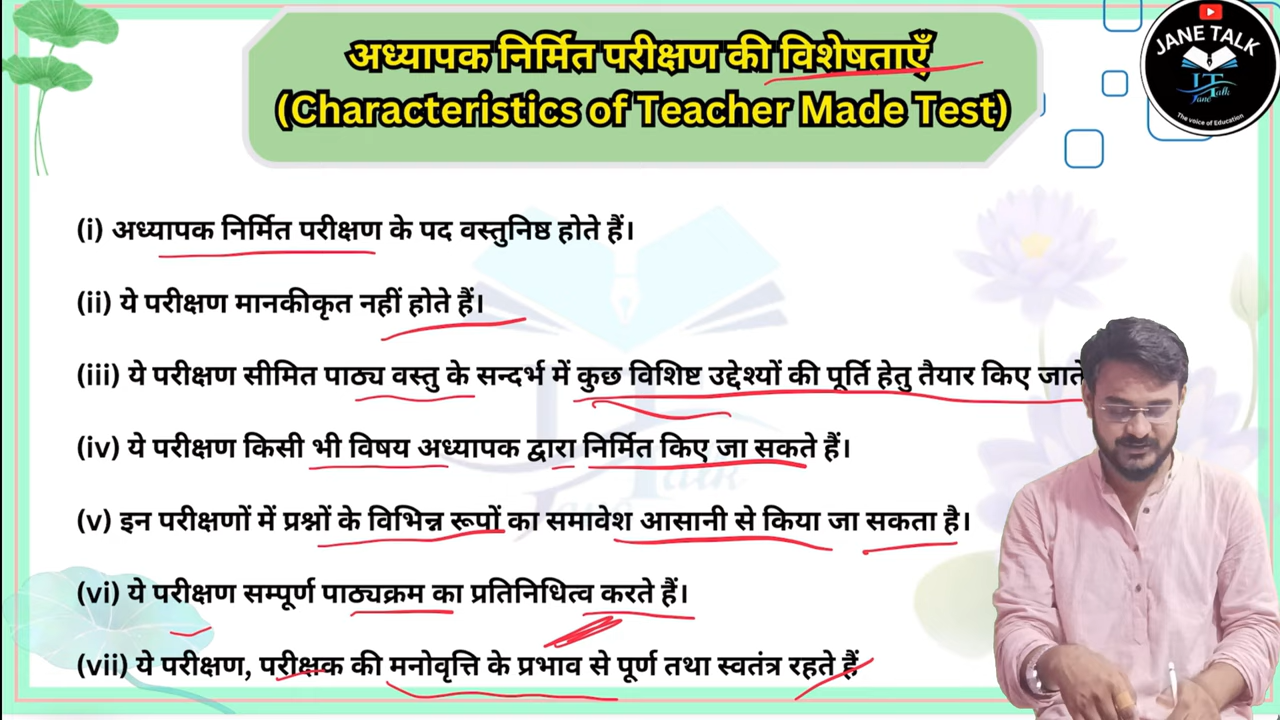 अध्यापक निर्मित परीक्षण की विशेषताएँ
(Characteristics of Teacher Made Test)
JANE TALK
The voice of Education
(i) अध्यापक निर्मित परीक्षण के पद वस्तुनिष्ठ होते हैं।
(ii) ये परीक्षण मानकीकृत नहीं होते हैं।
(iii) ये परीक्षण सीमित पाठ्य वस्तु के सन्दर्भ में कुछ विशिष्ट उद्देश्यों की पूर्ति हेतु तैयार किए जाते
(iv) ये परीक्षण किसी भी विषय अध्यापक द्वारा निर्मित किए जा सकते हैं।
(v) इन परीक्षणों में प्रश्नों के विभिन्न रूपों का समावेश आसानी से किया जा सकता है।
(vi) ये परीक्षण सम्पूर्ण पाठ्यक्रम का प्रतिनिधित्व करते हैं।
(vii) ये परीक्षण, परीक्षक की मनोवृत्ति के प्रभाव से पूर्ण तथा स्वतंत्र रहते हैं